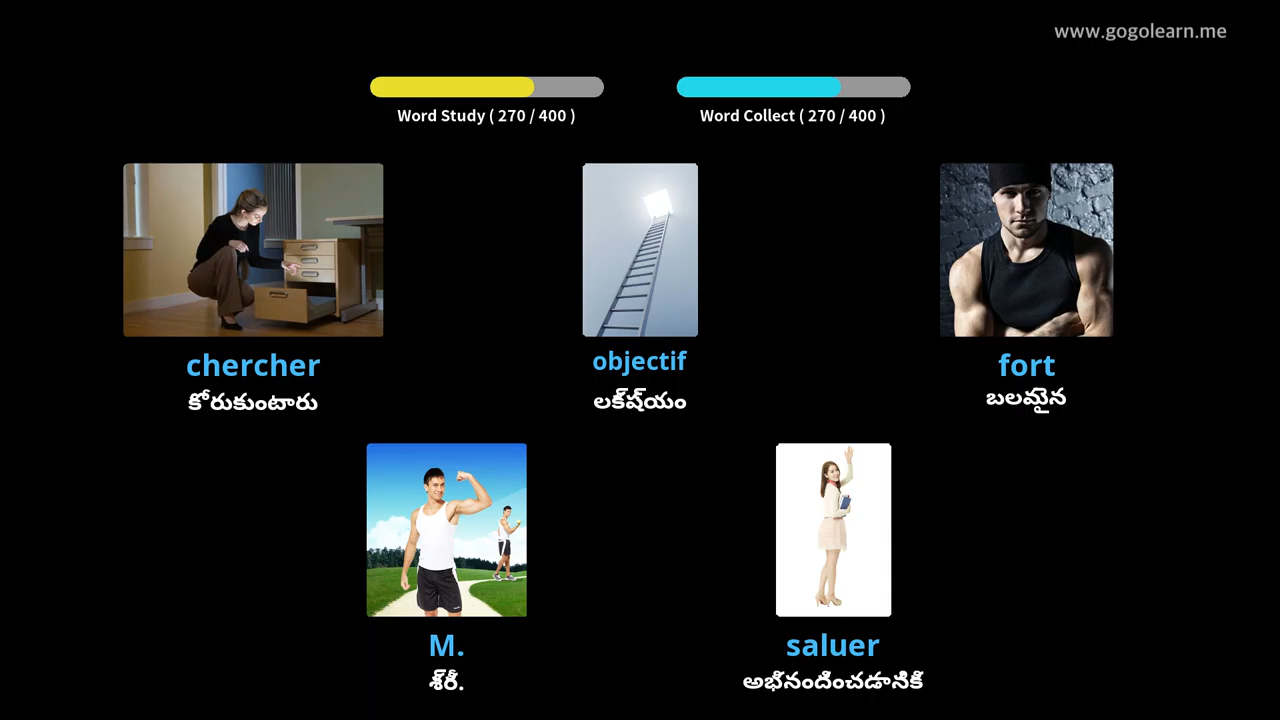 www.gogolearn.me
Word Study ( 270 / 400 )
Word Collect ( 270 / 400 )
chercher
objectif
fort
కోరుకుంటారు
లక్ష్యం
బలమైన
M.
saluer
శ్రీ.
అభినందించడానికి